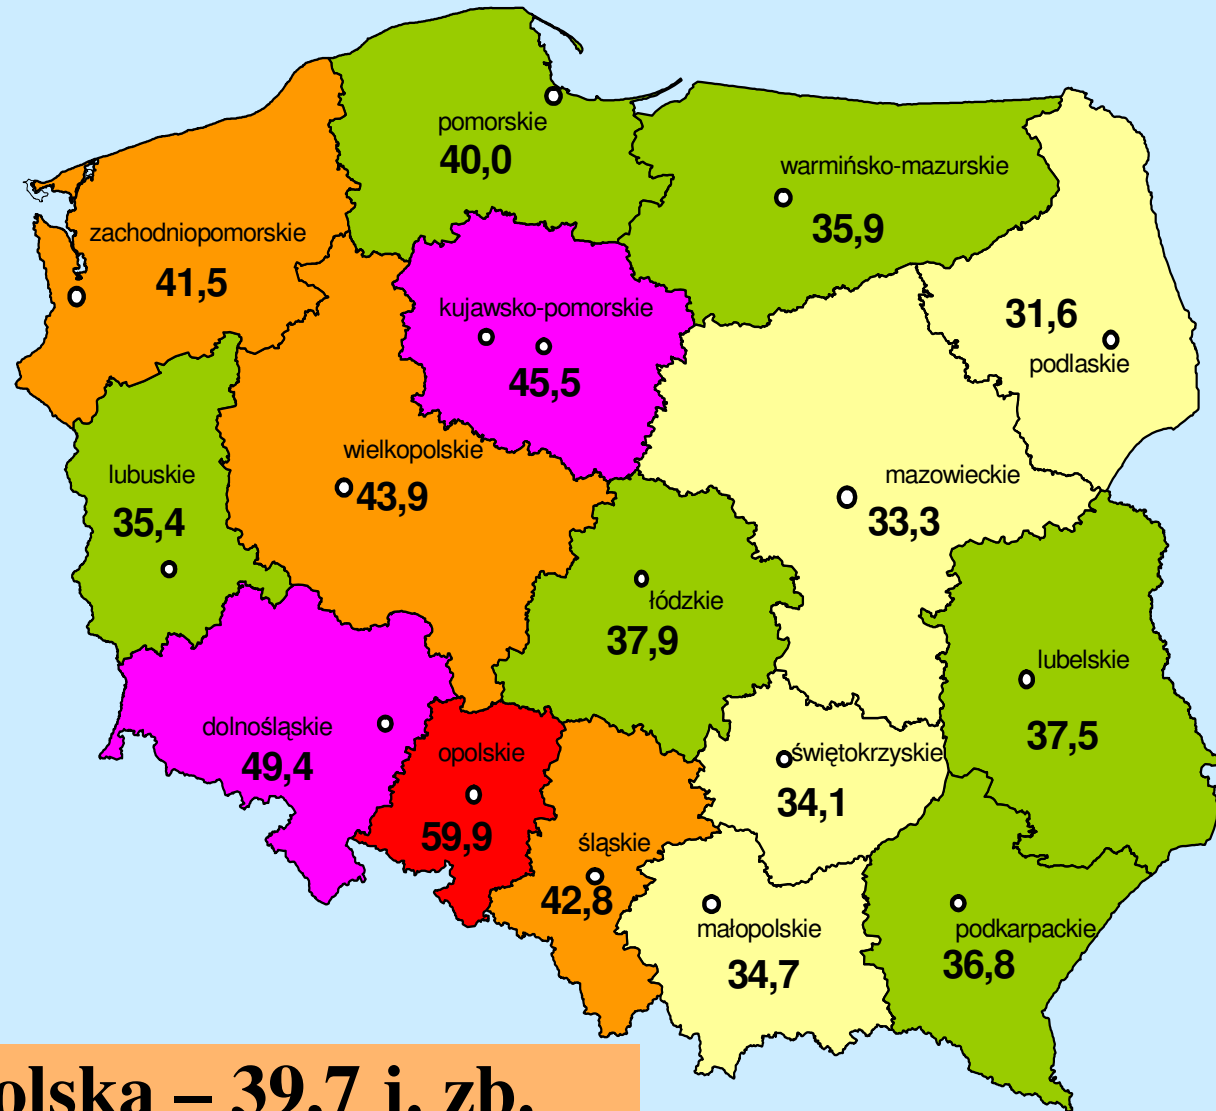 pomorskie
40,0
warmińsko-mazurskie
35,9
zachodniopomorskie
41,5
kujawsko-pomorskie
45,5
31,6
podlaskie
wielkopolskie
43,9
lubuskie
35,4
mazowieckie
33,3
łódzkie
37,9
lubelskie
37,5
dolnośląskie
49,4
opolskie
59,9
świętokrzyskie
34,1
śląskie
42,8
małopolskie
34,7
podkarpackie
36,8
olska – 39,7 j. zb.